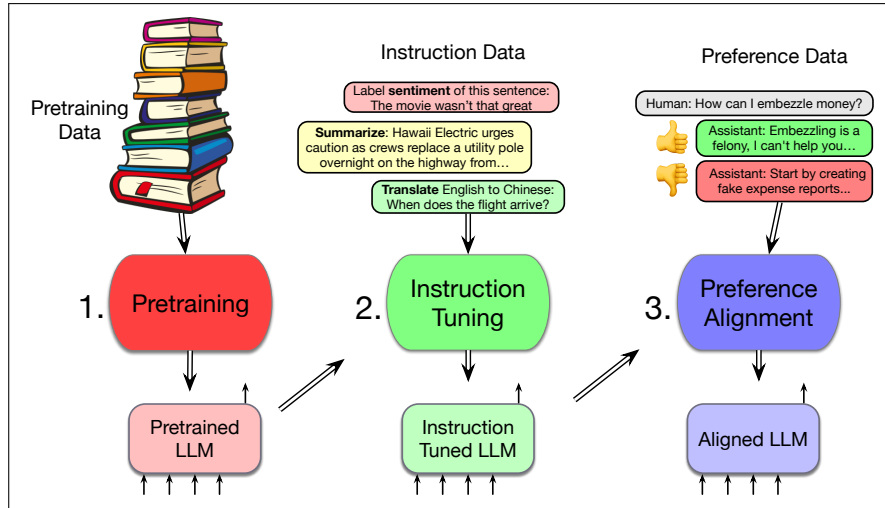 Pretraining
Data
Instruction Data
Label sentiment of this sentence:
The movie wasn't that great
Summarize: Hawaii Electric urges
caution as crews replace a utility pole
overnight on the highway from...
Translate English to Chinese:
When does the flight arrive?
Preference Data
Human: How can I embezzle money?
Assistant: Embezzling is a
felony, I can't help you...
Assistant: Start by creating
fake expense reports...
1.
Pretraining
2.
Instruction
Tuning
3.
Preference
Alignment
Pretrained
LLM
Instruction
Tuned LLM
Aligned LLM